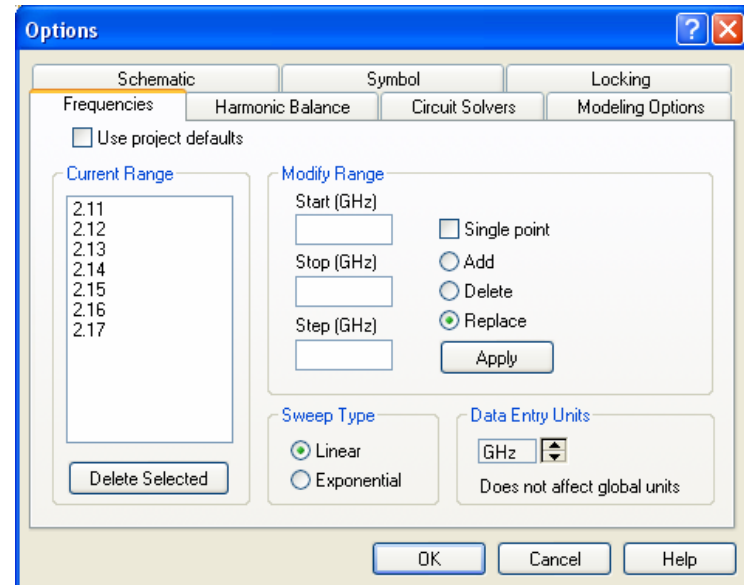 Options
Schematic Symbol Locking
Frequencies Harmonic Balance Circuit Solvers Modeling Options
Use project defaults
Current Range
2.11
2.12
2.13
2.14
2.15
2.16
2.17
Delete Selected
Modify Range
Start (GHz)
Stop (GHz)
Step (GHz)
Single point
Add
Delete
Replace
Apply
Sweep Type
Linear
Exponential
Data Entry Units
GHz
Does not affect global units
OK Cancel Help